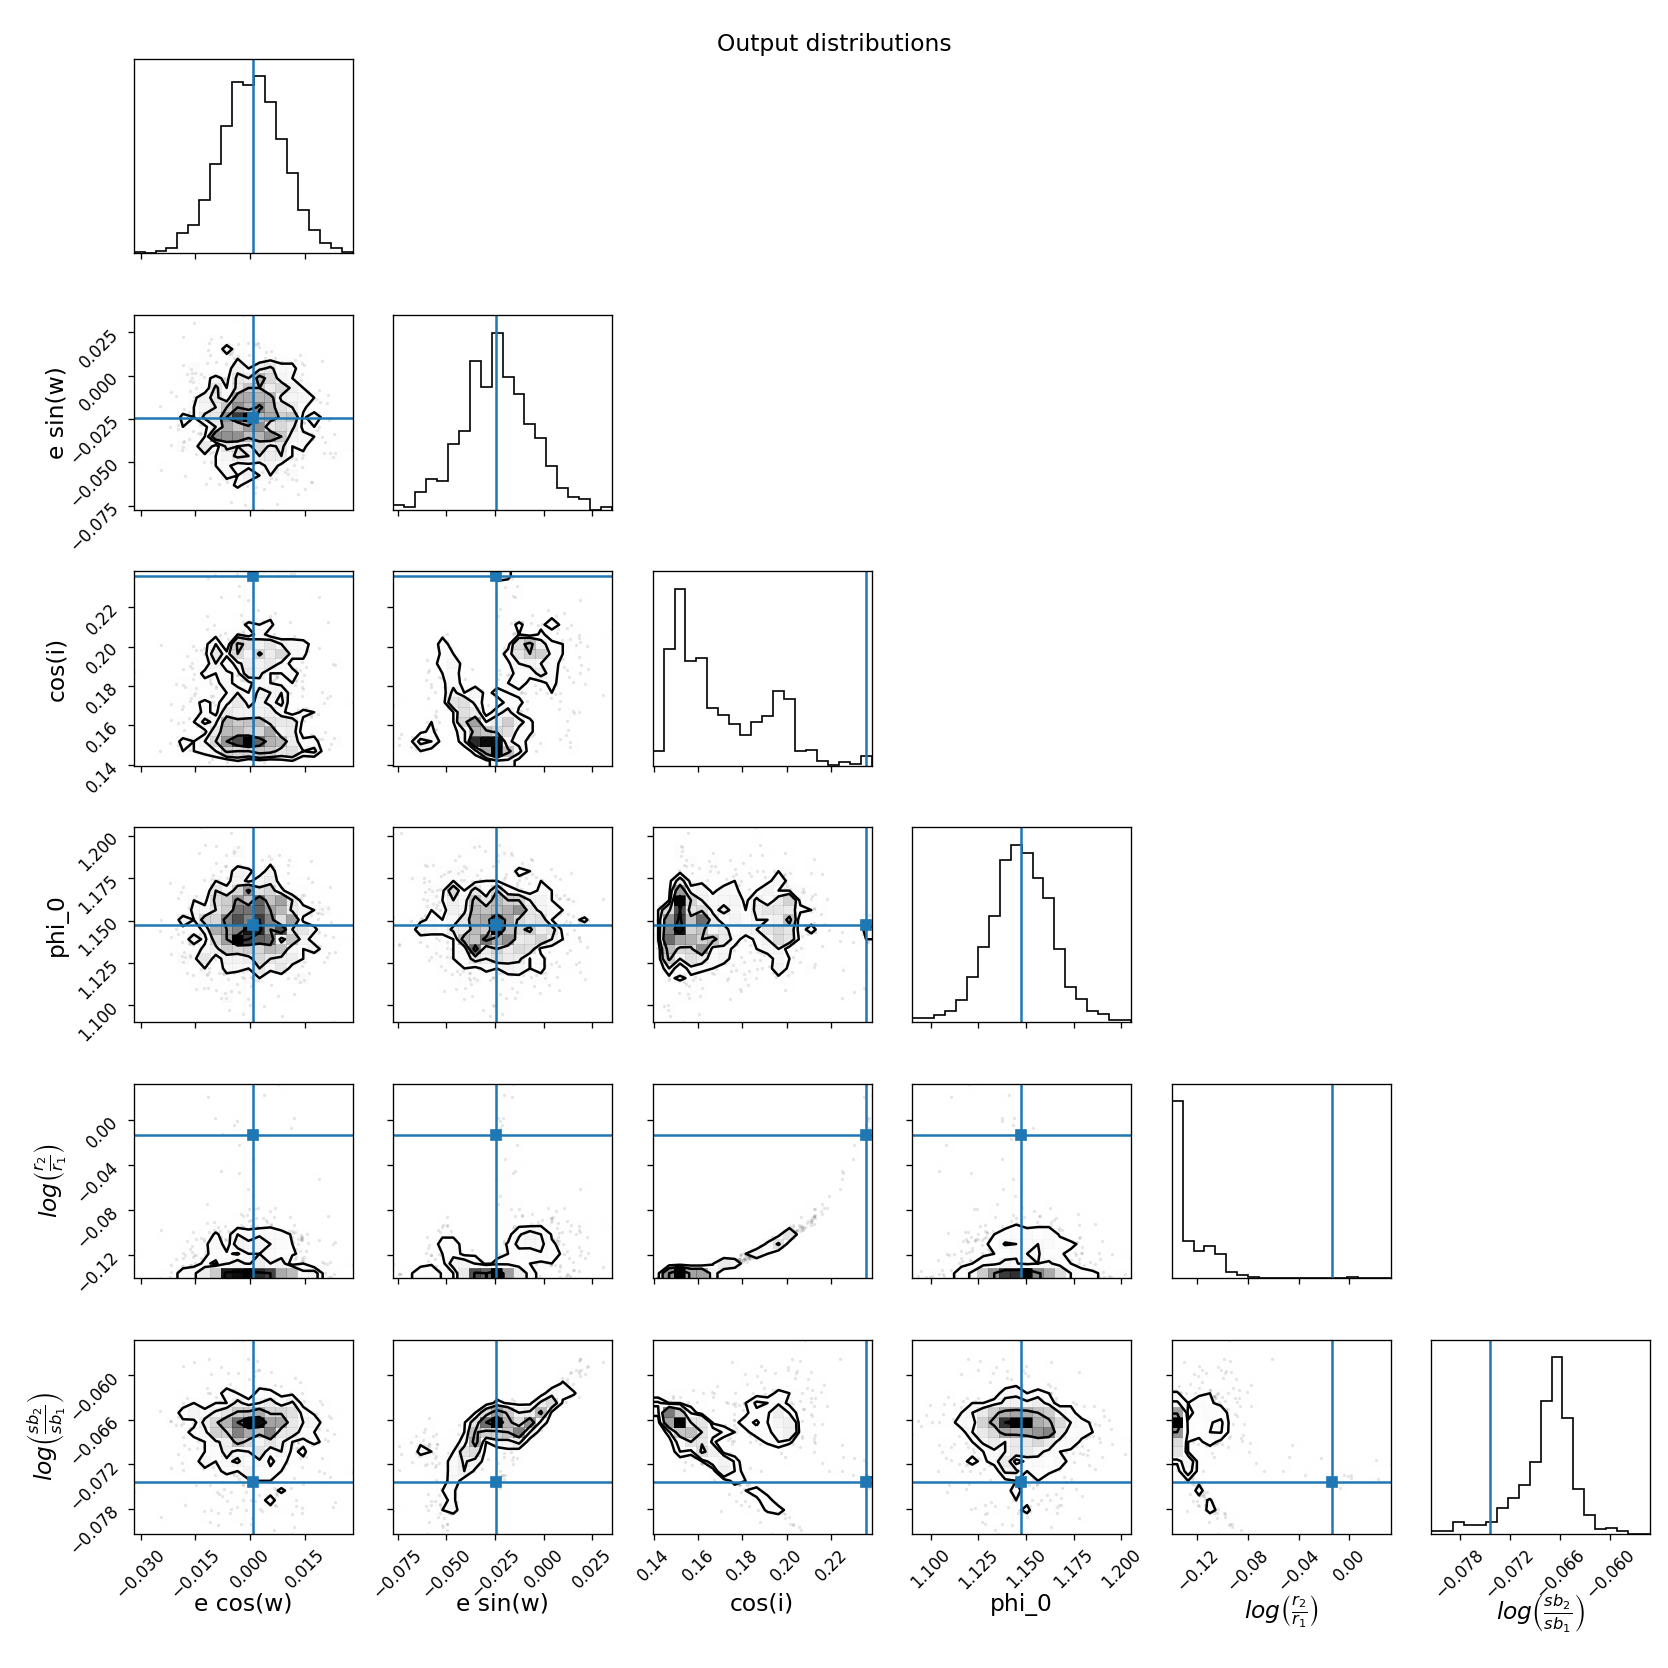 Output distributions
e sin(w)
0.025
0.000
−0.025
−0.050
−0.075
cos(i)
0.22
0.20
0.18
0.16
0.14
phi_0
1.200
1.175
1.150
1.125
1.100
log(r₂/r₁)
0.00
−0.04
−0.08
−0.12
log(sb₂/sb₁)
−0.060
−0.066
−0.072
−0.078
−0.030 −0.015 0.000 0.015
e cos(w)
−0.075 −0.050 −0.025 0.000 0.025
e sin(w)
0.14 0.16 0.18 0.20 0.22
cos(i)
1.100 1.125 1.150 1.175 1.200
phi_0
−0.12 −0.08 −0.04 0.00
log(r₂/r₁)
−0.078 −0.072 −0.066 −0.060
log(sb₂/sb₁)